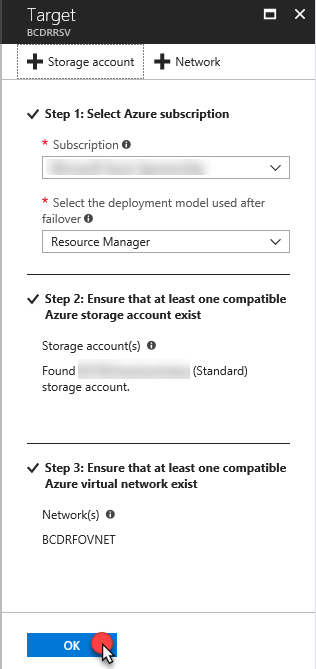 Target
BCDRRSV
Storage account Network
Step 1: Select Azure subscription
* Subscription
* Select the deployment model used after
failover
Resource Manager
Step 2: Ensure that at least one compatible
Azure storage account exist
Storage account(s)
Found (Standard)
storage account.
Step 3: Ensure that at least one compatible
Azure virtual network exist
Network(s)
BCDRFOVNET
OK